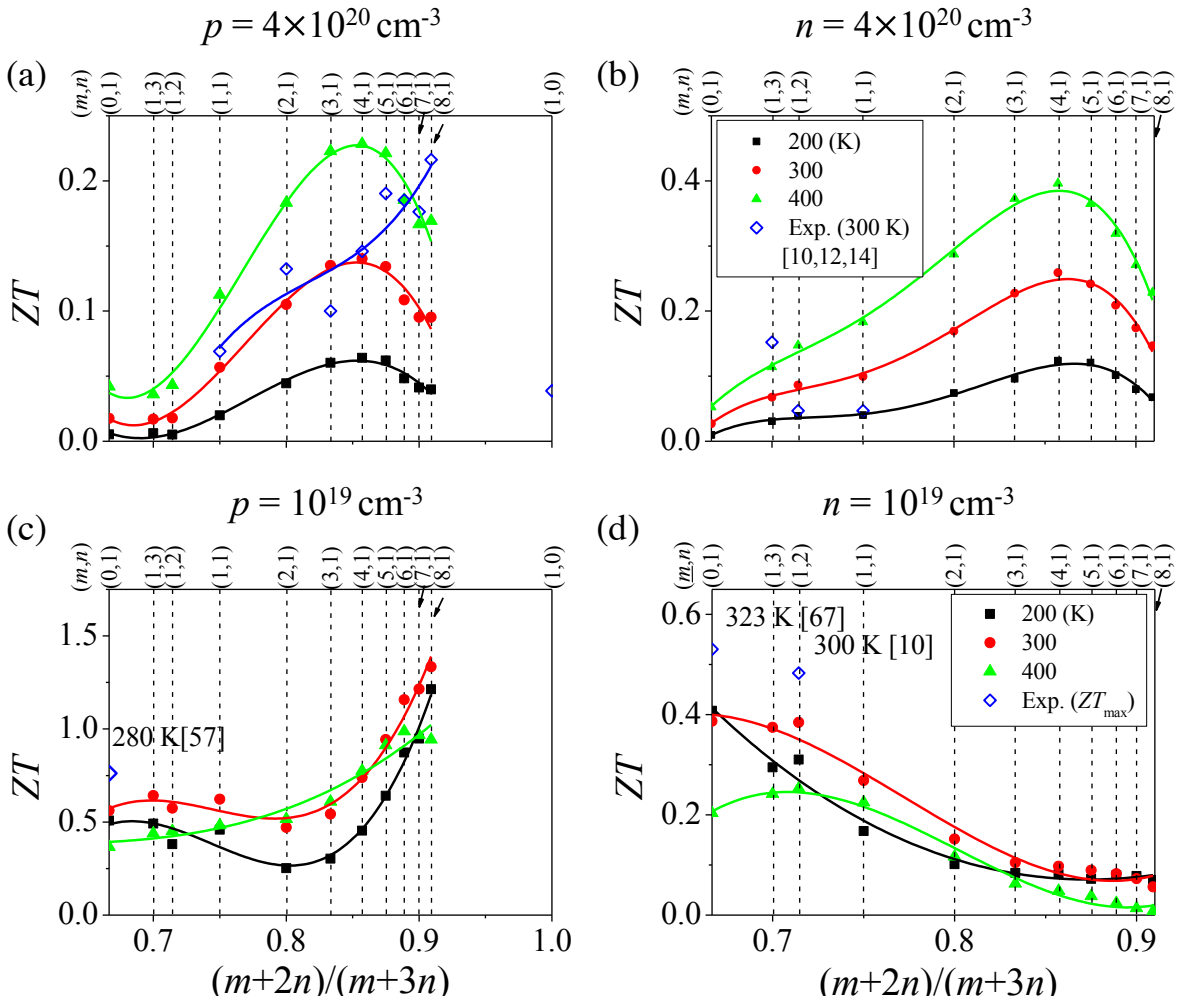 p = 4×10²⁰ cm⁻³
n = 4×10²⁰ cm⁻³
(a)
(m,n)
(0,1)
(1,3)
(1,2)
(1,1)
(2,1)
(3,1)
(4,1)
(5,1)
(6,1)
(7,1)
(8,1)
(1,0)
ZT
0.2
0.1
0.0
(b)
(m,n)
(0,1)
(1,3)
(1,2)
(1,1)
(2,1)
(3,1)
(4,1)
(5,1)
(6,1)
(7,1)
(8,1)
200 (K)
300
400
Exp. (300 K)
[10,12,14]
ZT
0.4
0.2
0.0
p = 10¹⁹ cm⁻³
n = 10¹⁹ cm⁻³
(c)
(m,n)
(0,1)
(1,3)
(1,2)
(1,1)
(2,1)
(3,1)
(4,1)
(5,1)
(6,1)
(7,1)
(8,1)
(1,0)
280 K[57]
ZT
1.5
1.0
0.5
0.0
0.7
0.8
0.9
1.0
(m+2n)/(m+3n)
(d)
(m,n)
(0,1)
(1,3)
(1,2)
(1,1)
(2,1)
(3,1)
(4,1)
(5,1)
(6,1)
(7,1)
(8,1)
323 K [67]
300 K [10]
200 (K)
300
400
Exp. (ZTmax)
ZT
0.6
0.4
0.2
0.0
0.7
0.8
0.9
(m+2n)/(m+3n)